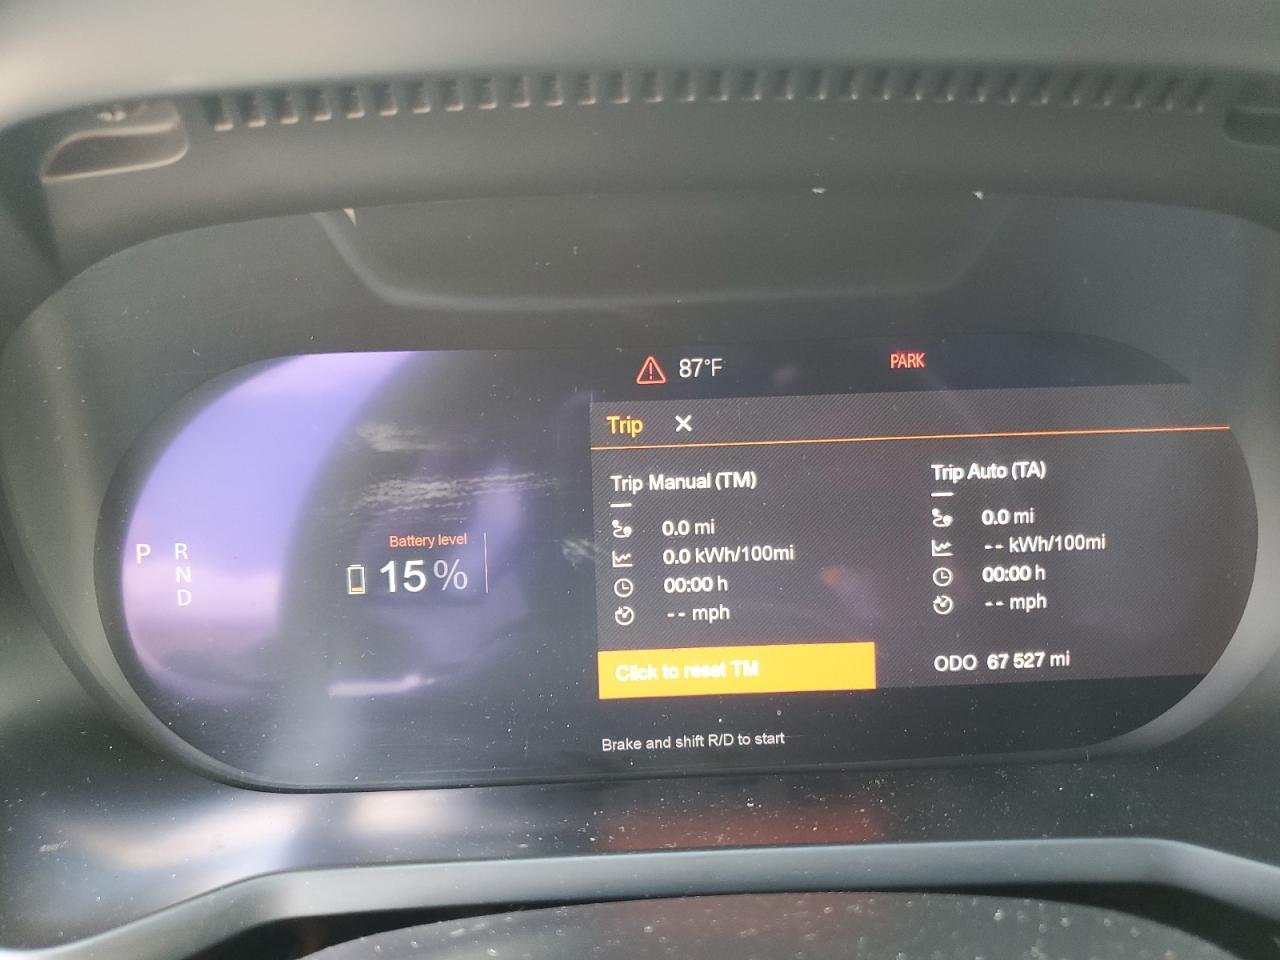 87°F
PARK
Trip ✕
Trip Manual (TM)
0.0 mi
0.0 kWh/100mi
00:00 h
-- mph
Click to reset TM
Trip Auto (TA)
0.0 mi
-- kWh/100mi
00:00 h
-- mph
ODO 67 527 mi
Battery level
15%
P
R
N
D
Brake and shift R/D to start